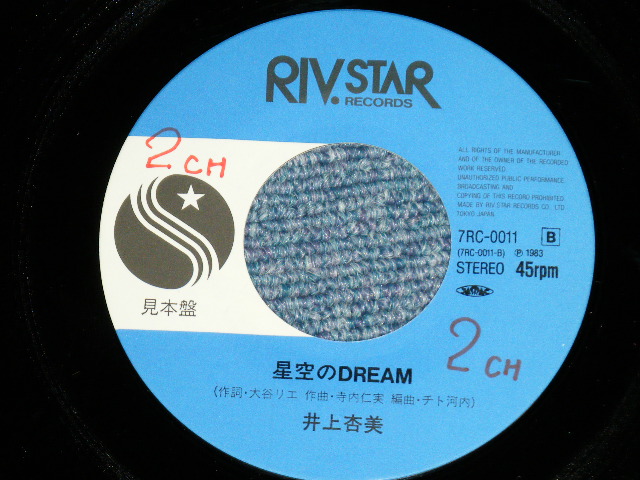 RIV.STAR
RECORDS
2 CH
ALL RIGHTS OF THE MANUFACTURER
AND OF THE OWNER OF THE RECORDED
WORK RESERVED.
UNAUTHORIZED PUBLIC PERFORMANCE,
BROADCASTING AND
COPYING OF THIS RECORD PROHIBITED.
MADE BY RIV.STAR RECORDS CO. LTD
TOKYO JAPAN
7RC-0011 B
(7RC-0011-B) Ⓟ 1983
STEREO 45rpm
見本盤
2 CH
星空のDREAM
(作詞・大谷リエ 作曲・寺内仁実 編曲・チト河内)
井上杏美